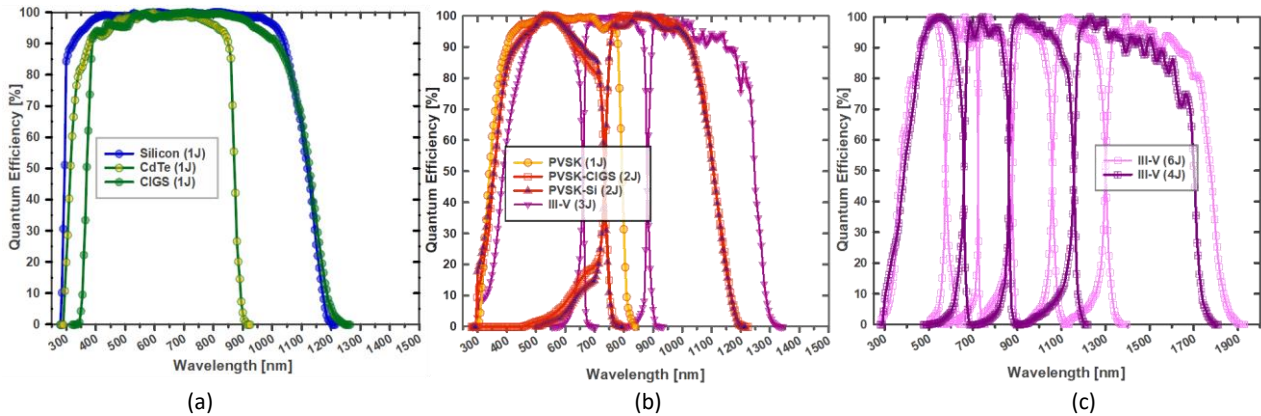 100
90
80
70
60
50
40
30
20
10
0
Quantum Efficiency [%]
Silicon (1J)
CdTe (1J)
CIGS (1J)
300 400 500 600 700 800 900 1000 1100 1200 1300 1400 1500
Wavelength [nm]
(a)
100
90
80
70
60
50
40
30
20
10
0
Quantum Efficiency [%]
PVSK (1J)
PVSK-CIGS (2J)
PVSK-Si (2J)
III-V (3J)
300 400 500 600 700 800 900 1000 1100 1200 1300 1400 1500
Wavelength [nm]
(b)
100
90
80
70
60
50
40
30
20
10
0
Quantum Efficiency [%]
III-V (6J)
III-V (4J)
300 500 700 900 1100 1300 1500 1700 1900
Wavelength [nm]
(c)